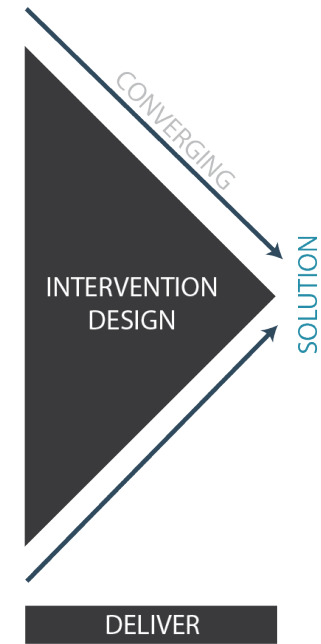 CONVERGING
INTERVENTION
DESIGN
SOLUTION
DELIVER